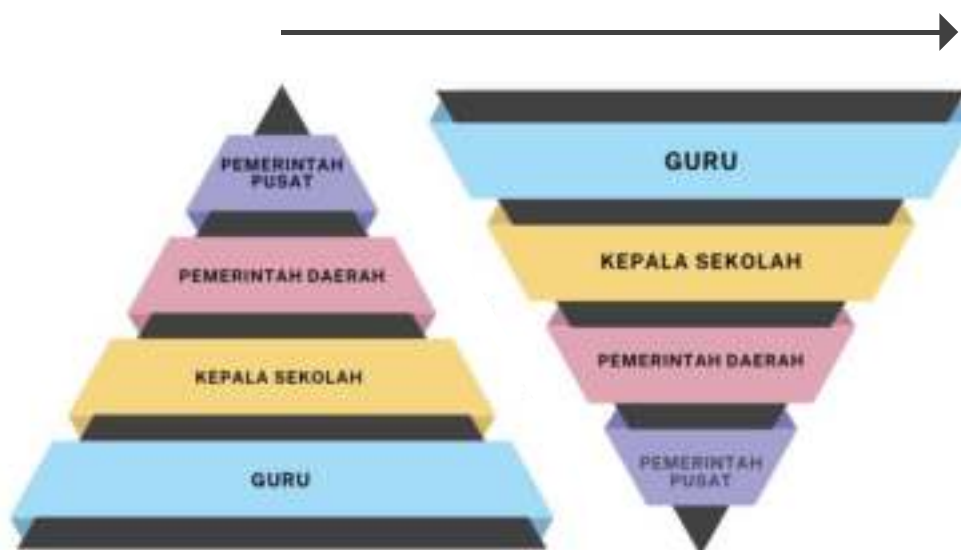 PEMERINTAH
PUSAT
PEMERINTAH DAERAH
KEPALA SEKOLAH
GURU
GURU
KEPALA SEKOLAH
PEMERINTAH DAERAH
PEMERINTAH
PUSAT